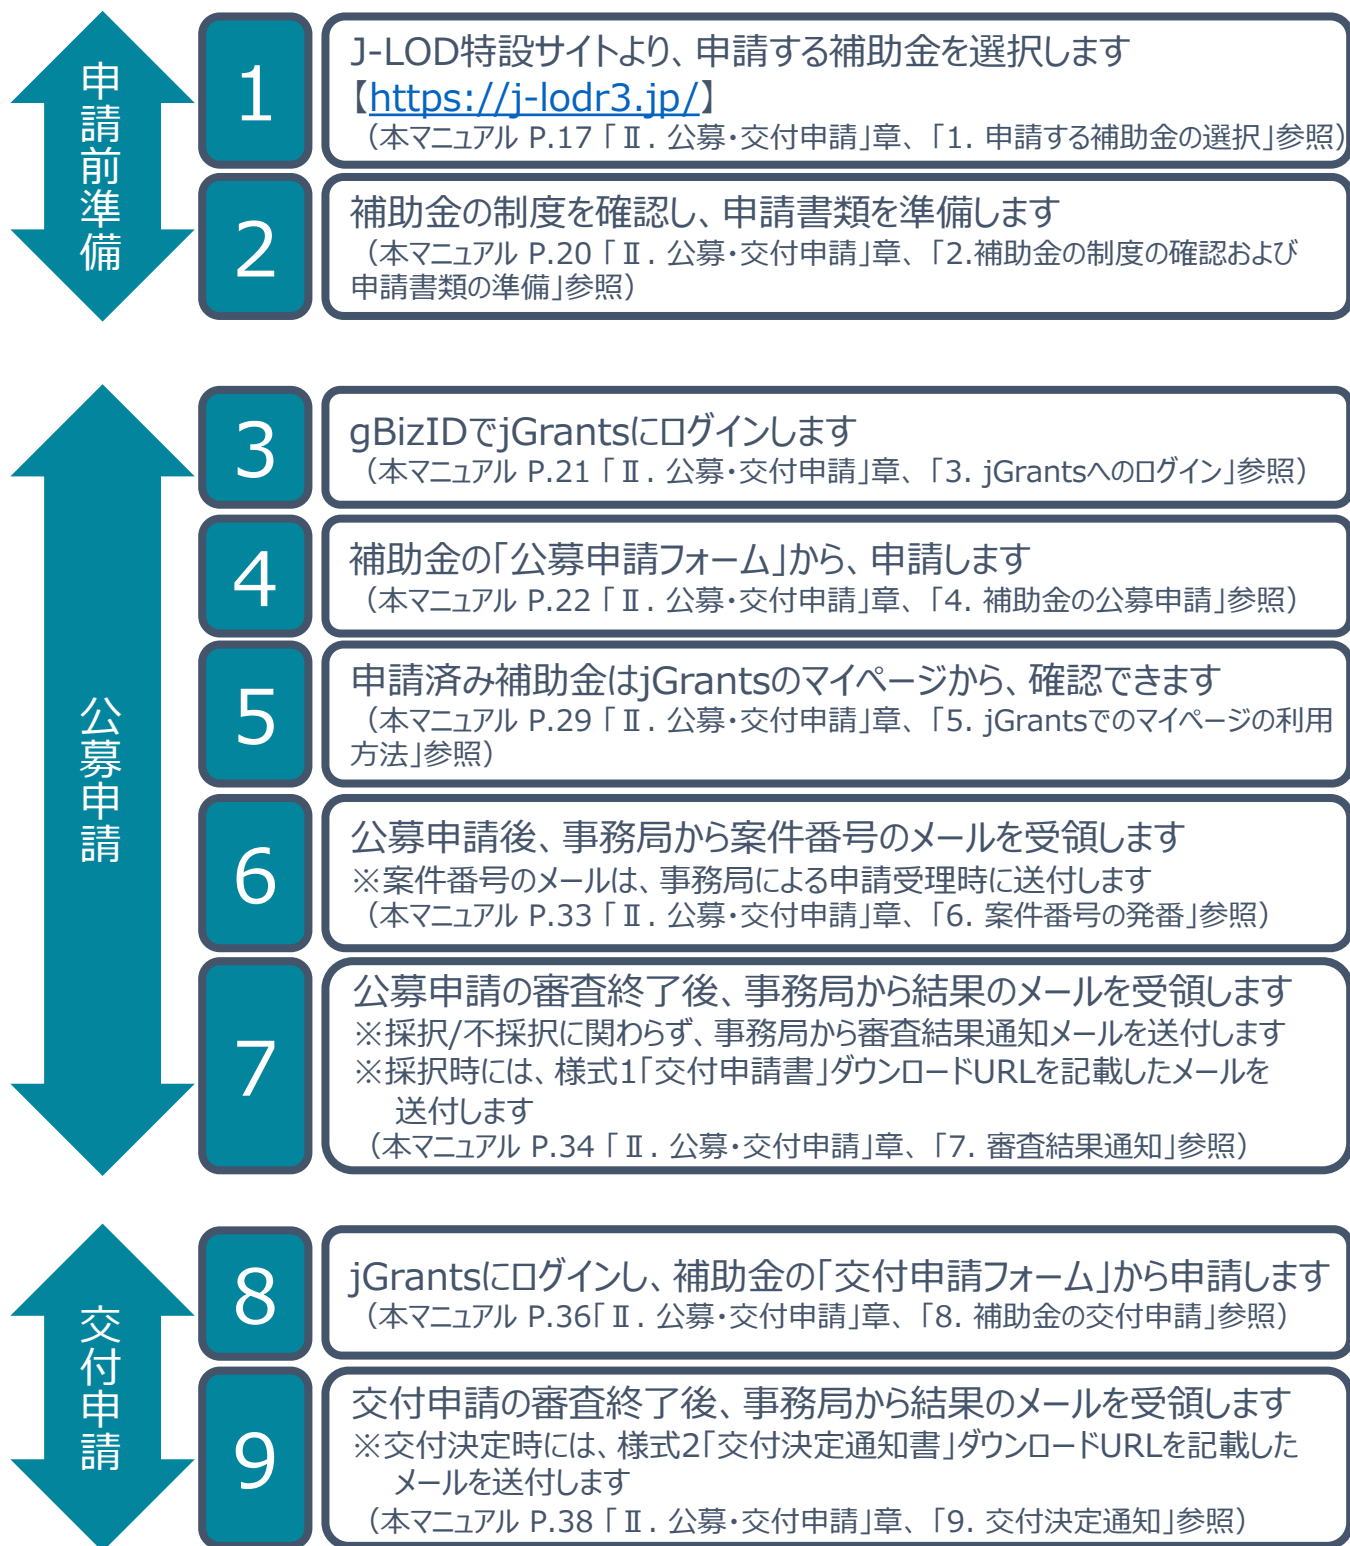 申請前準備
1
J-LOD特設サイトより、申請する補助金を選択します
【https://j-lodr3.jp/】
（本マニュアル P.17「Ⅱ. 公募・交付申請」章、「1. 申請する補助金の選択」参照）
2
補助金の制度を確認し、申請書類を準備します
（本マニュアル P.20「Ⅱ. 公募・交付申請」章、「2.補助金の制度の確認および
申請書類の準備」参照）
公募申請
3
gBizIDでjGrantsにログインします
（本マニュアル P.21「Ⅱ. 公募・交付申請」章、「3. jGrantsへのログイン」参照）
4
補助金の「公募申請フォーム」から、申請します
（本マニュアル P.22「Ⅱ. 公募・交付申請」章、「4. 補助金の公募申請」参照）
5
申請済み補助金はjGrantsのマイページから、確認できます
（本マニュアル P.29「Ⅱ. 公募・交付申請」章、「5. jGrantsでのマイページの利用
方法」参照）
6
公募申請後、事務局から案件番号のメールを受領します
※案件番号のメールは、事務局による申請受理時に送付します
（本マニュアル P.33「Ⅱ. 公募・交付申請」章、「6. 案件番号の発番」参照）
7
公募申請の審査終了後、事務局から結果のメールを受領します
※採択/不採択に関わらず、事務局から審査結果通知メールを送付します
※採択時には、様式1「交付申請書」ダウンロードURLを記載したメールを
送付します
（本マニュアル P.34「Ⅱ. 公募・交付申請」章、「7. 審査結果通知」参照）
交付申請
8
jGrantsにログインし、補助金の「交付申請フォーム」から申請します
（本マニュアル P.36「Ⅱ. 公募・交付申請」章、「8. 補助金の交付申請」参照）
9
交付申請の審査終了後、事務局から結果のメールを受領します
※交付決定時には、様式2「交付決定通知書」ダウンロードURLを記載した
メールを送付します
（本マニュアル P.38「Ⅱ. 公募・交付申請」章、「9. 交付決定通知」参照）